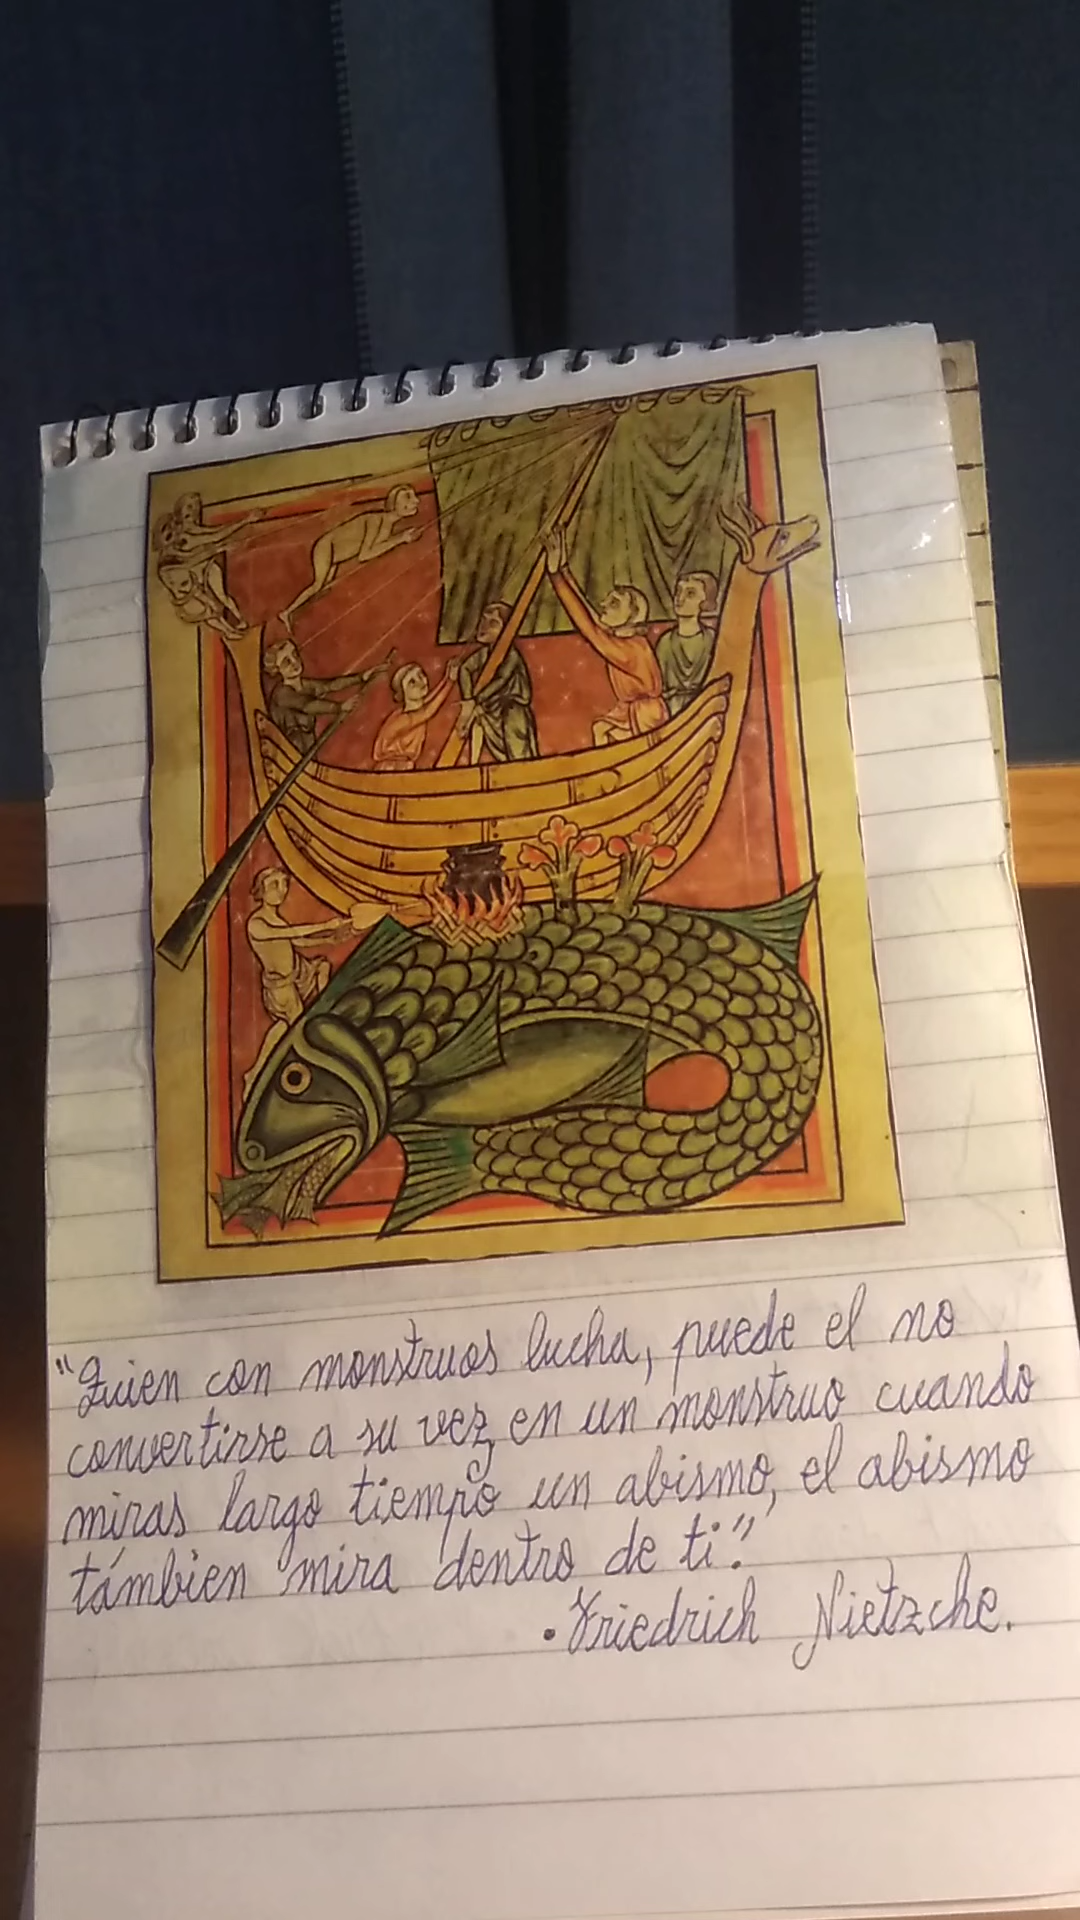 "Quien con monstruos lucha, puede el no
convertirse a su vez en un monstruo cuando
miras largo tiempo un abismo, el abismo
támbien mira dentro de ti."
• Friedrich Nietzche.